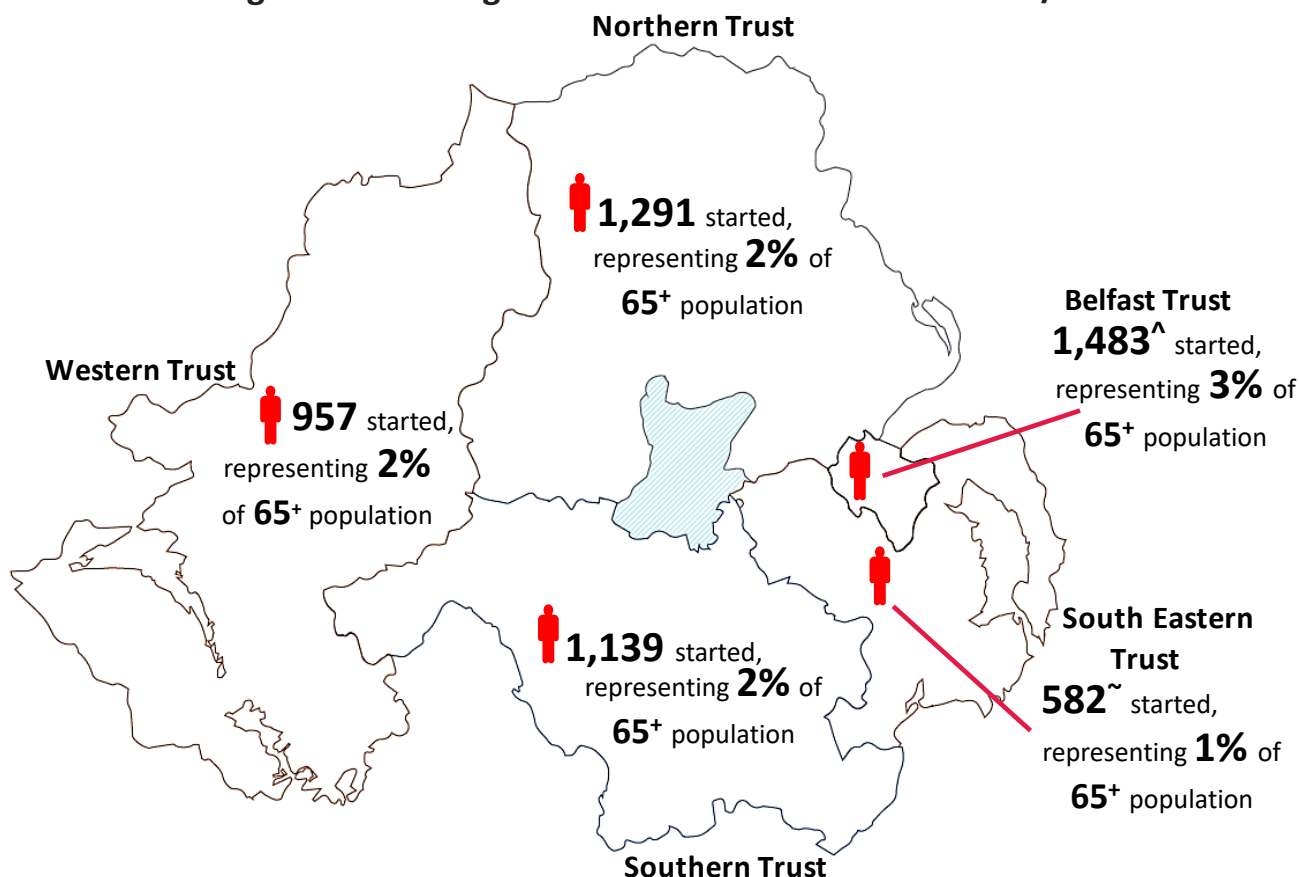 Northern Trust
1,291 started,
representing 2% of
65+ population
Belfast Trust
1,483^ started,
representing 3% of
65+ population
Western Trust
957 started,
representing 2%
of 65+ population
1,139 started,
representing 2% of
65+ population
South Eastern
Trust
582~ started,
representing 1% of
65+ population
Southern Trust